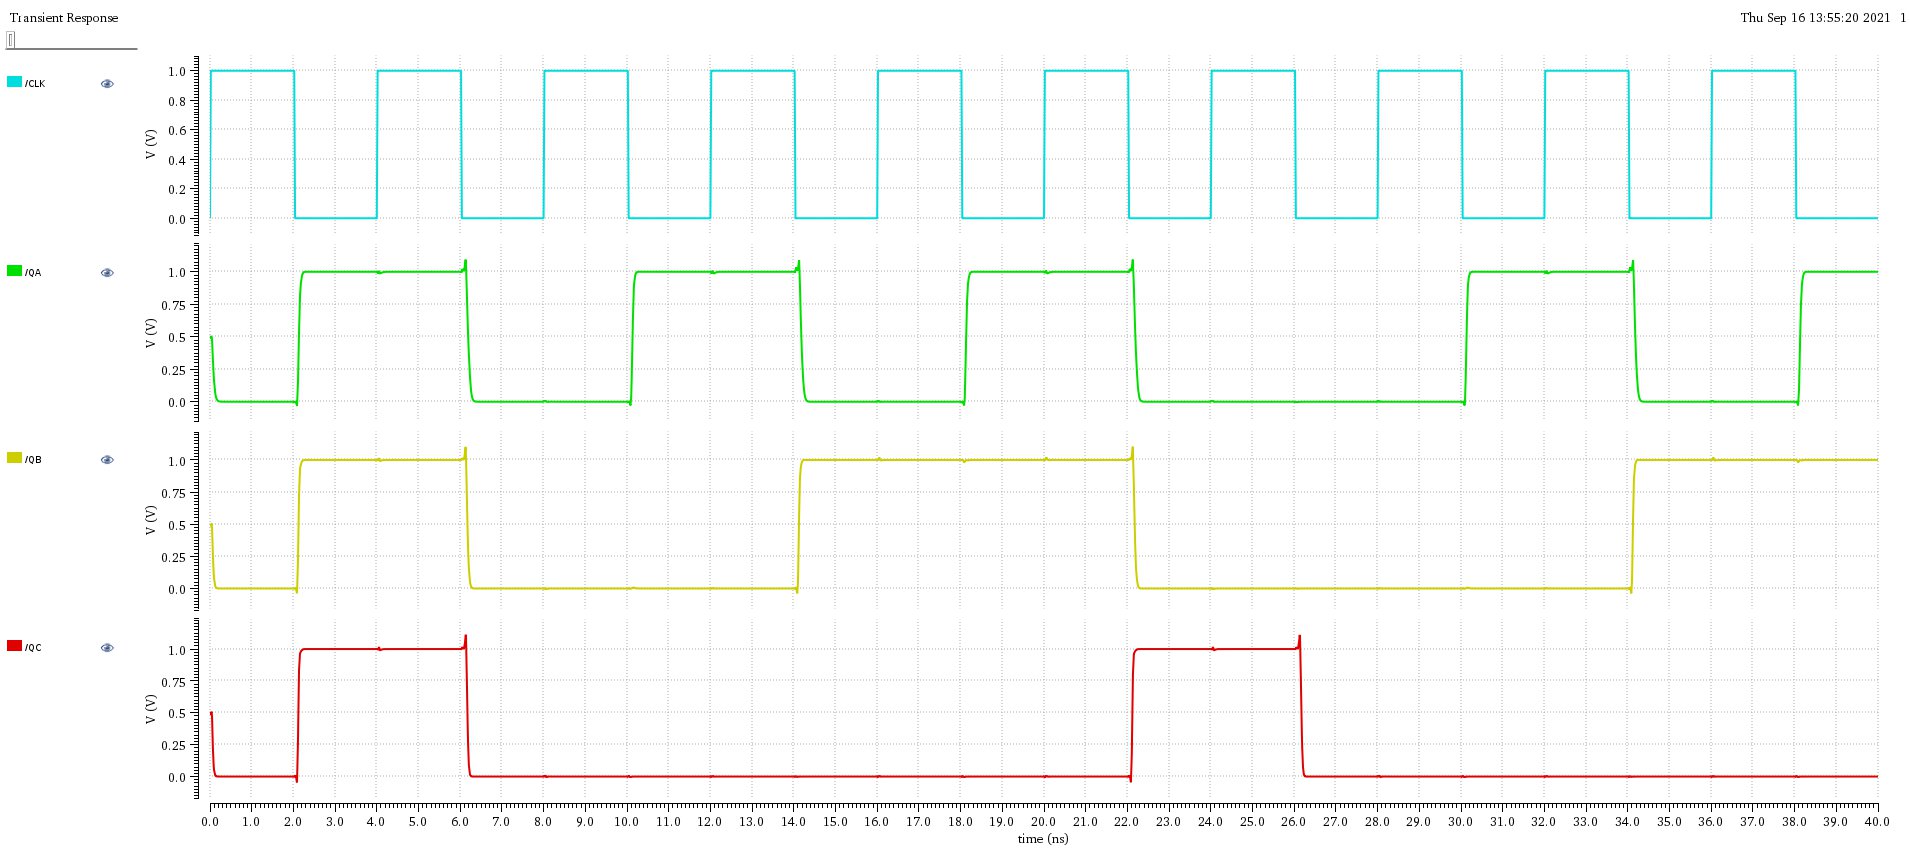 Transient Response
Thu Sep 16 13:55:20 2021 1
/CLK
1.0
0.8
0.6
0.4
0.2
0.0
V (V)
/QA
1.0
0.75
0.5
0.25
0.0
V (V)
/QB
1.0
0.75
0.5
0.25
0.0
V (V)
/QC
1.0
0.75
0.5
0.25
0.0
V (V)
0.0 1.0 2.0 3.0 4.0 5.0 6.0 7.0 8.0 9.0 10.0 11.0 12.0 13.0 14.0 15.0 16.0 17.0 18.0 19.0 20.0 21.0 22.0 23.0 24.0 25.0 26.0 27.0 28.0 29.0 30.0 31.0 32.0 33.0 34.0 35.0 36.0 37.0 38.0 39.0 40.0
time (ns)